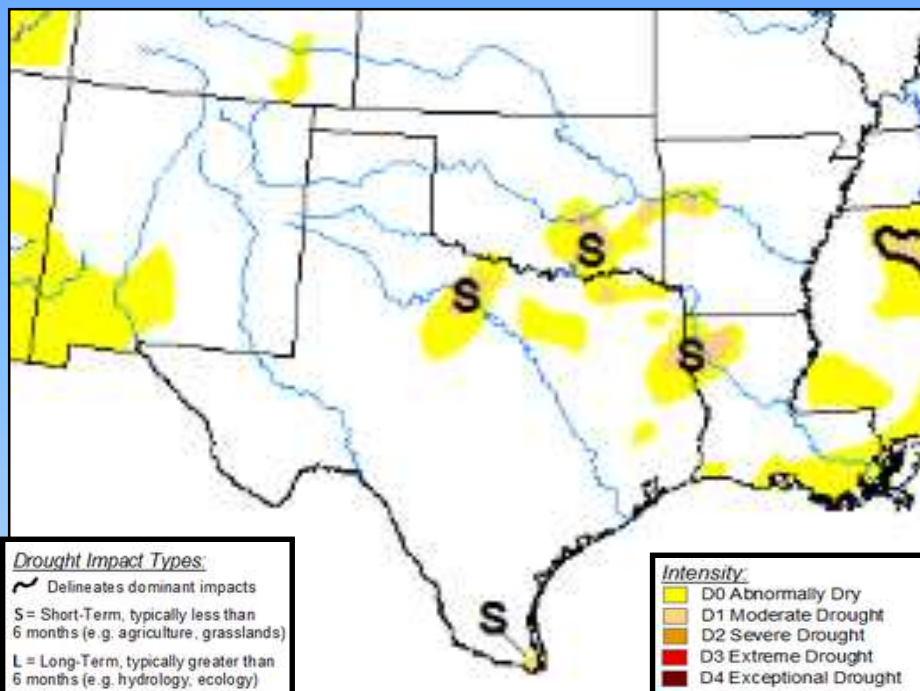 S
S
S
S
Drought Impact Types:
Delineates dominant impacts
S = Short-Term, typically less than
6 months (e.g. agriculture, grasslands)
L = Long-Term, typically greater than
6 months (e.g. hydrology, ecology)
Intensity:
D0 Abnormally Dry
D1 Moderate Drought
D2 Severe Drought
D3 Extreme Drought
D4 Exceptional Drought